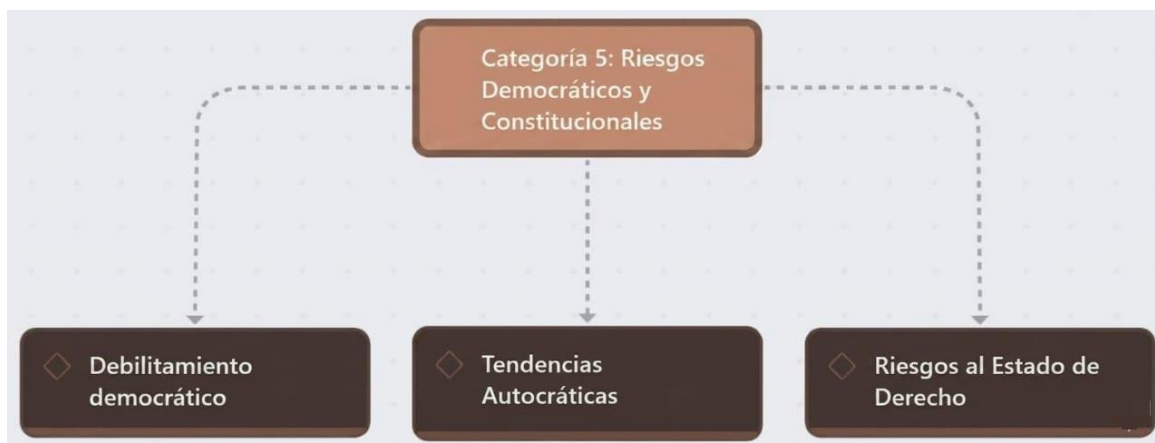 Categoría 5: Riesgos
Democráticos y
Constitucionales
Debilitamiento
democrático
Tendencias
Autocráticas
Riesgos al Estado de
Derecho